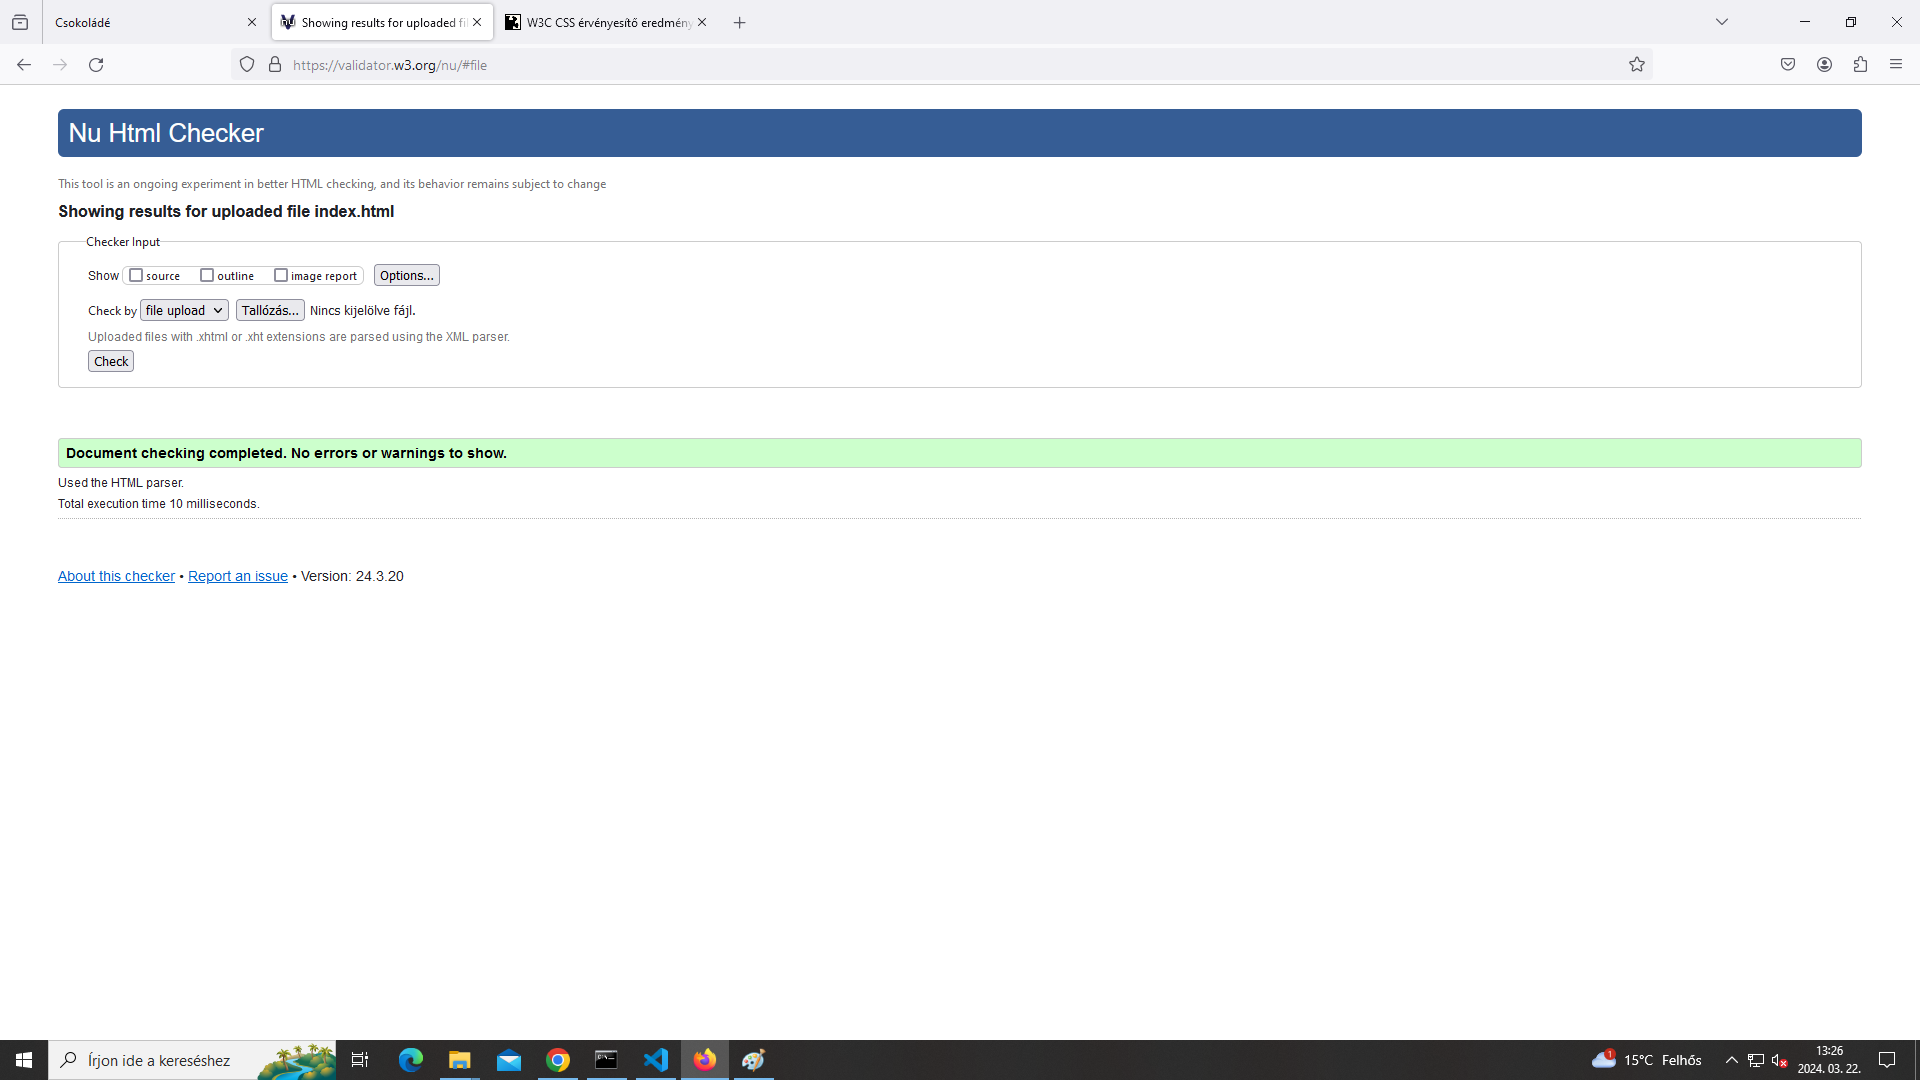 Csokoládé
Showing results for uploaded fi
W3C CSS érvényesítő eredmény
https://validator.w3.org/nu/#file
Nu Html Checker
This tool is an ongoing experiment in better HTML checking, and its behavior remains subject to change
Showing results for uploaded file index.html
Checker Input
Show source outline image report Options...
Check by file upload Tallózás... Nincs kijelölve fájl.
Uploaded files with .xhtml or .xht extensions are parsed using the XML parser.
Check
Document checking completed. No errors or warnings to show.
Used the HTML parser.
Total execution time 10 milliseconds.
About this checker • Report an issue • Version: 24.3.20
Írjon ide a kereséshez
1
15°C Felhős
13:26
2024. 03. 22.